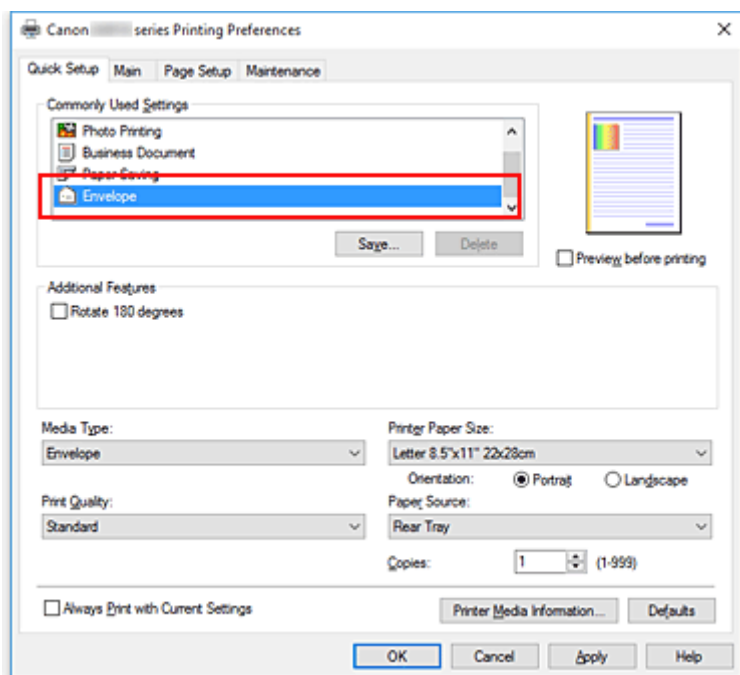 Canon series Printing Preferences
Quick Setup Main Page Setup Maintenance
Commonly Used Settings
Photo Printing
Business Document
Paper Saving
Envelope
Save... Delete
Preview before printing
Additional Features
Rotate 180 degrees
Media Type:
Envelope
Printer Paper Size:
Letter 8.5"x11" 22x28cm
Orientation: Portrait Landscape
Print Quality:
Standard
Paper Source:
Rear Tray
Copies: 1 (1-999)
Always Print with Current Settings
Printer Media Information... Defaults
OK Cancel Apply Help